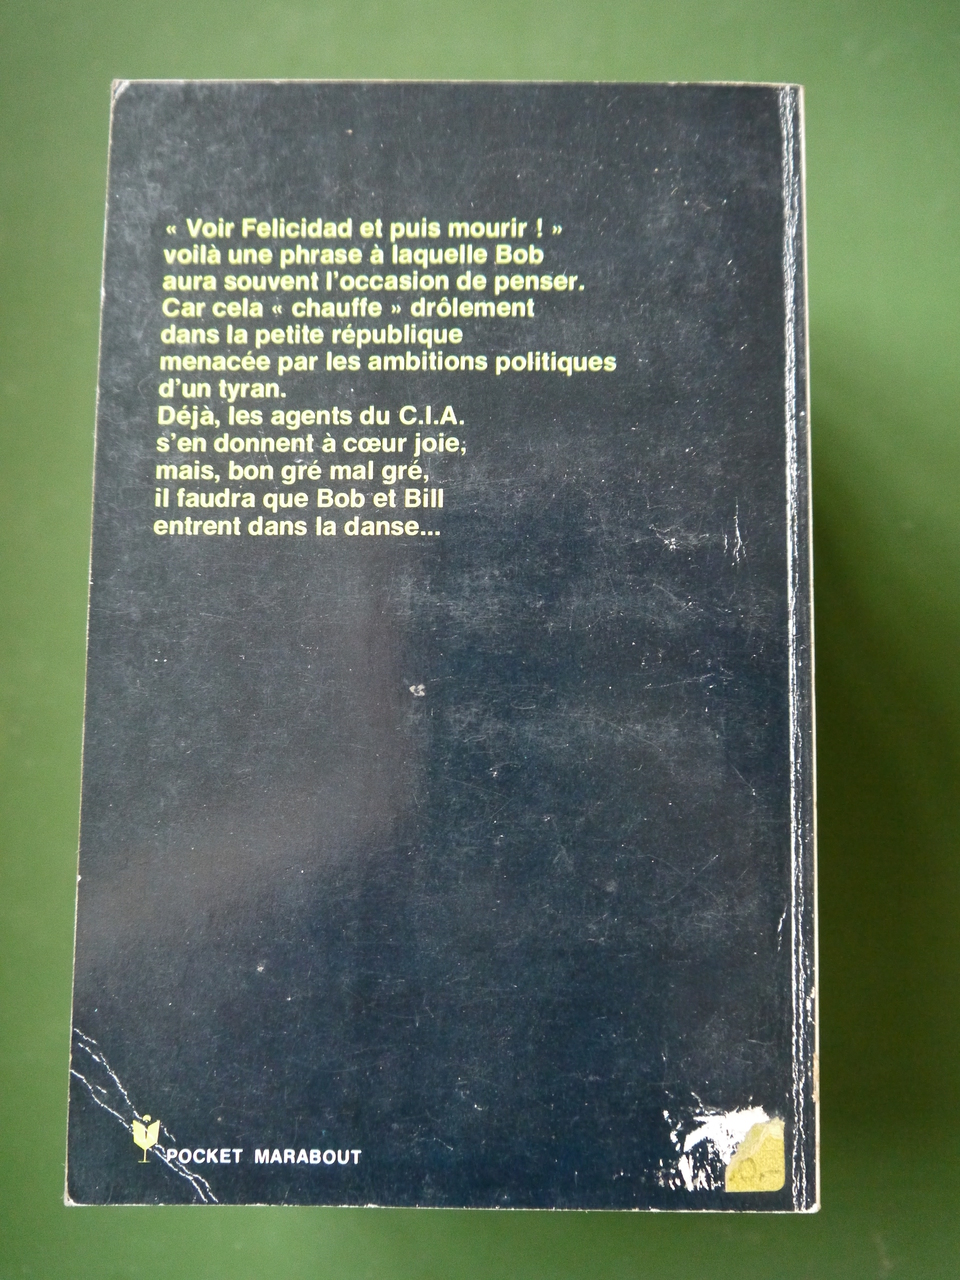 « Voir Felicidad et puis mourir ! »
voilà une phrase à laquelle Bob
aura souvent l'occasion de penser.
Car cela « chauffe » drôlement
dans la petite république
menacée par les ambitions politiques
d'un tyran.
Déjà, les agents du C.I.A.
s'en donnent à cœur joie,
mais, bon gré mal gré,
il faudra que Bob et Bill
entrent dans la danse...
POCKET MARABOUT